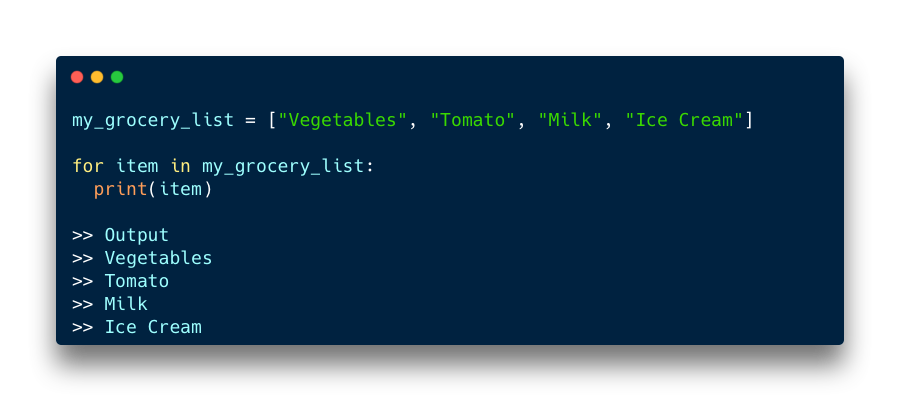 my_grocery_list = ["Vegetables", "Tomato", "Milk", "Ice Cream"]
for item in my_grocery_list:
  print(item)
>> Output
>> Vegetables
>> Tomato
>> Milk
>> Ice Cream